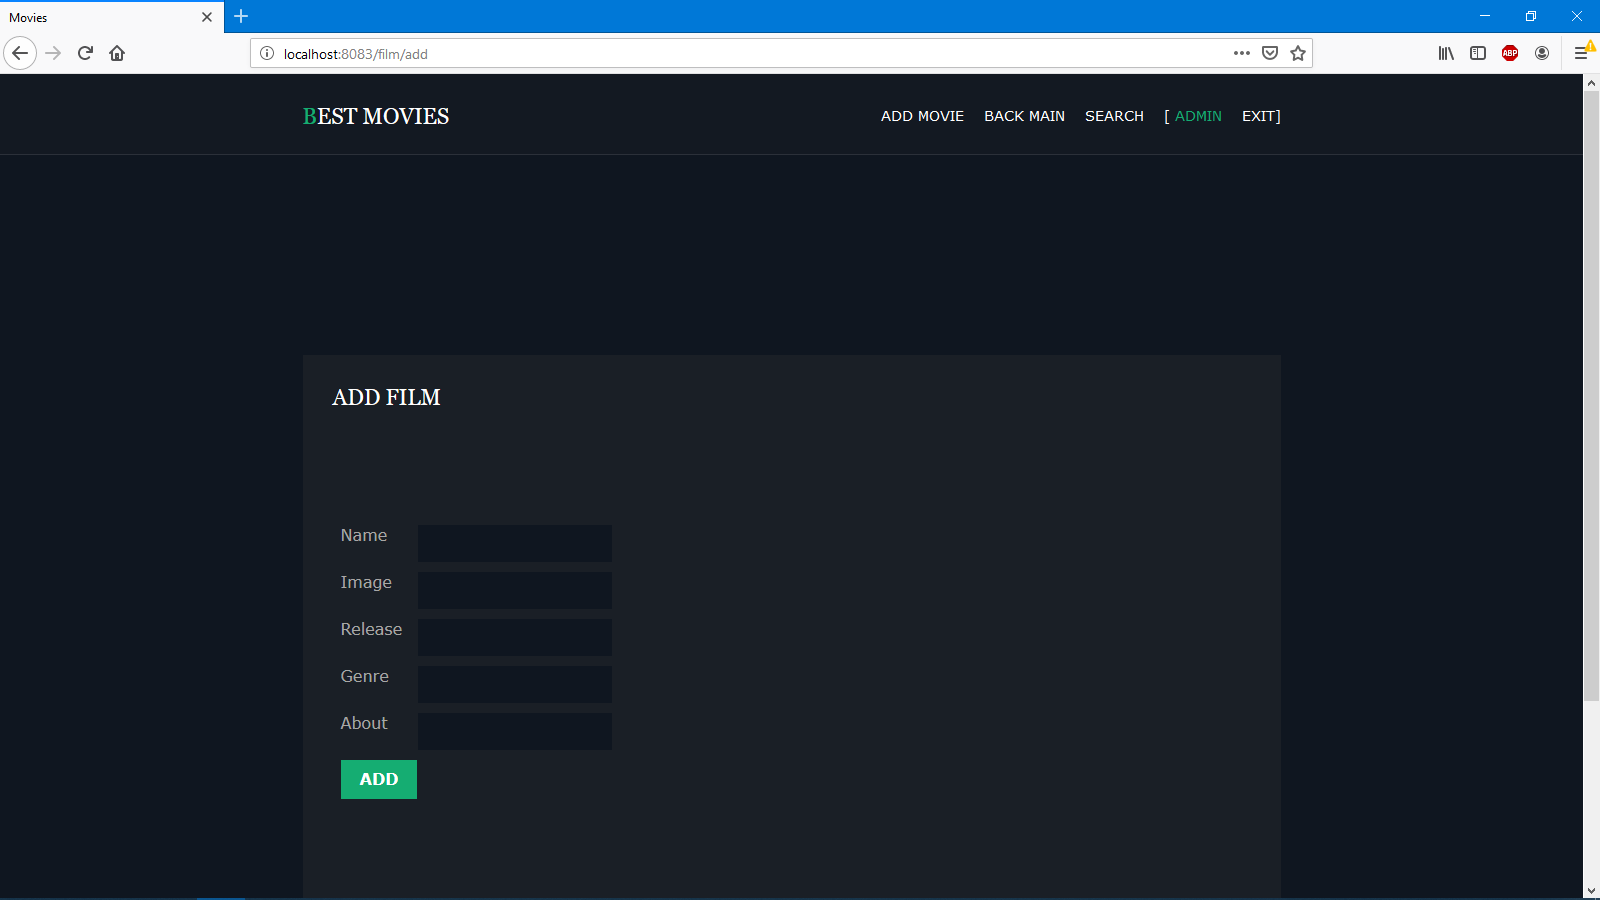 Movies
localhost:8083/film/add
ABP
BEST MOVIES
ADD MOVIE BACK MAIN SEARCH [ ADMIN EXIT]
ADD FILM
Name
Image
Release
Genre
About
ADD